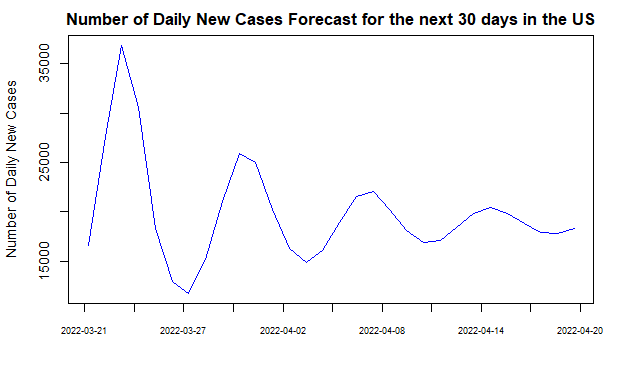 Number of Daily New Cases Forecast for the next 30 days in the US
Number of Daily New Cases
35000
25000
15000
2022-03-21 2022-03-27 2022-04-02 2022-04-08 2022-04-14 2022-04-20